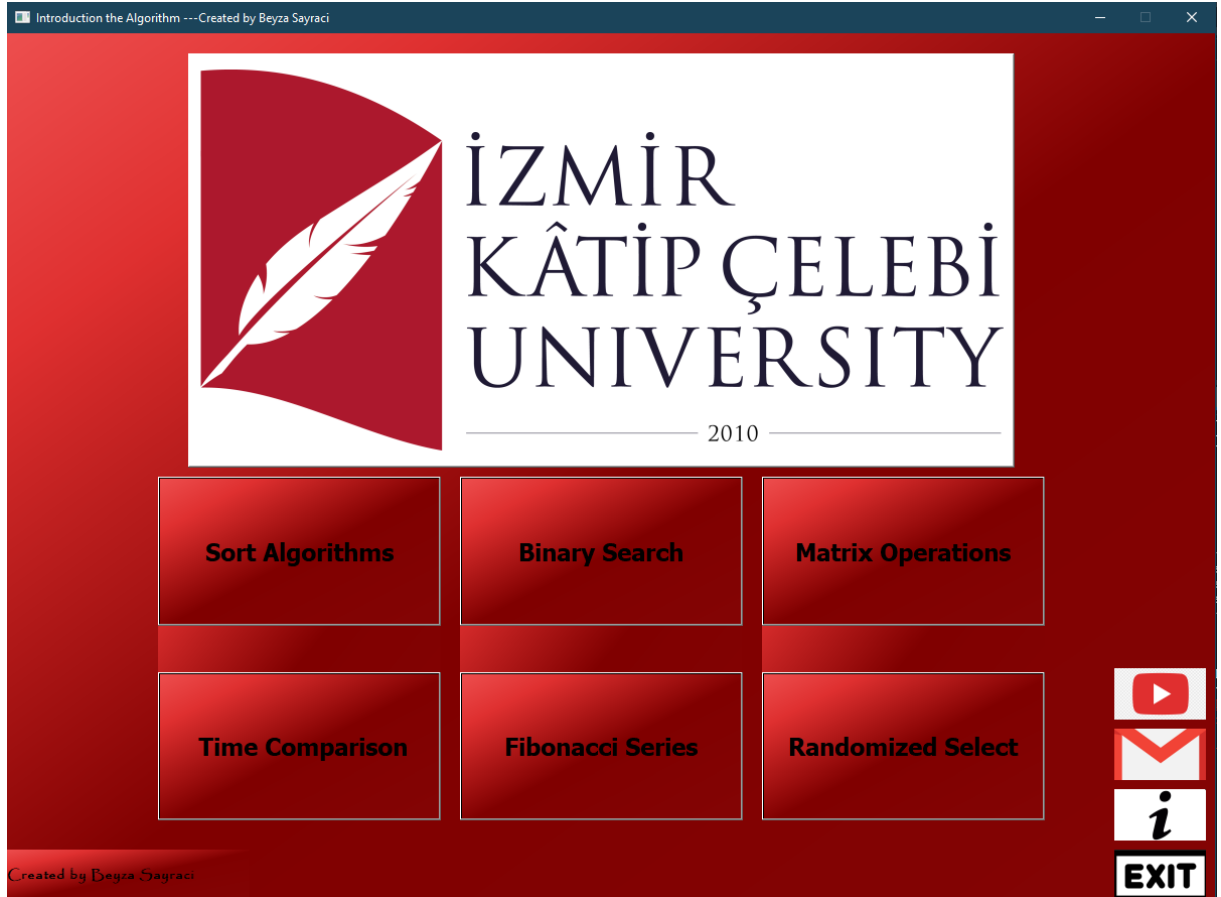 Introduction the Algorithm ---Created by Beyza Sayraci
İZMİR
KÂTİP ÇELEBİ
UNIVERSITY
2010
Sort Algorithms
Binary Search
Matrix Operations
Time Comparison
Fibonacci Series
Randomized Select
i
EXIT
Created by Beyza Sayraci